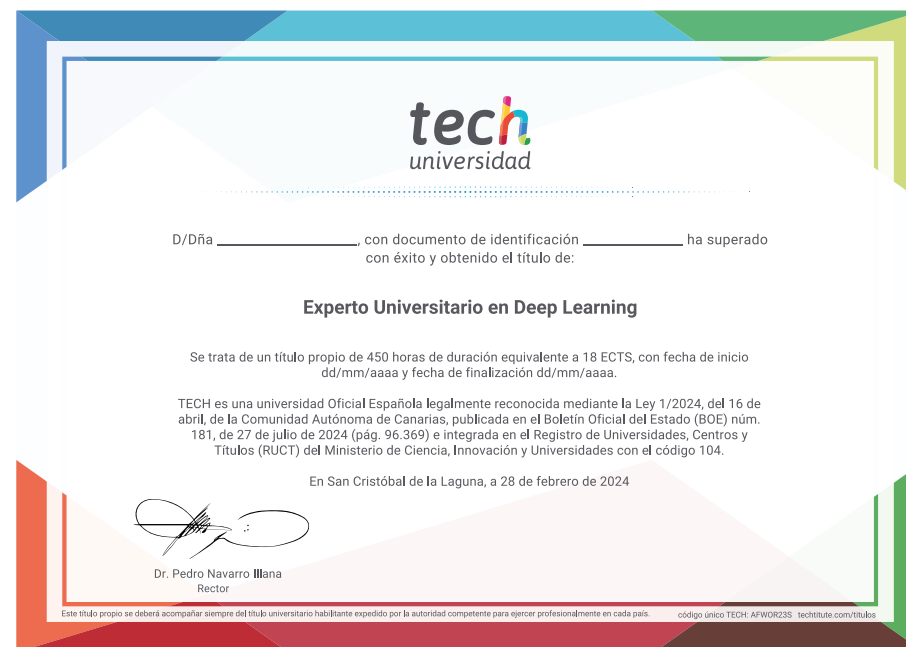 tech
universidad
D/Dña ____________, con documento de identificación ____________ ha superado
con éxito y obtenido el título de:
Experto Universitario en Deep Learning
Se trata de un título propio de 450 horas de duración equivalente a 18 ECTS, con fecha de inicio
dd/mm/aaaa y fecha de finalización dd/mm/aaaa.
TECH es una universidad Oficial Española legalmente reconocida mediante la Ley 1/2024, del 16 de
abril, de la Comunidad Autónoma de Canarias, publicada en el Boletín Oficial del Estado (BOE) núm.
181, de 27 de julio de 2024 (pág. 96.369) e integrada en el Registro de Universidades, Centros y
Títulos (RUCT) del Ministerio de Ciencia, Innovación y Universidades con el código 104.
En San Cristóbal de la Laguna, a 28 de febrero de 2024
Dr. Pedro Navarro Illana
Rector
Este título propio se deberá acompañar siempre del título universitario habilitante expedido por la autoridad competente para ejercer profesionalmente en cada país.
código único TECH: AFWOR23S techtitute.com/titulos